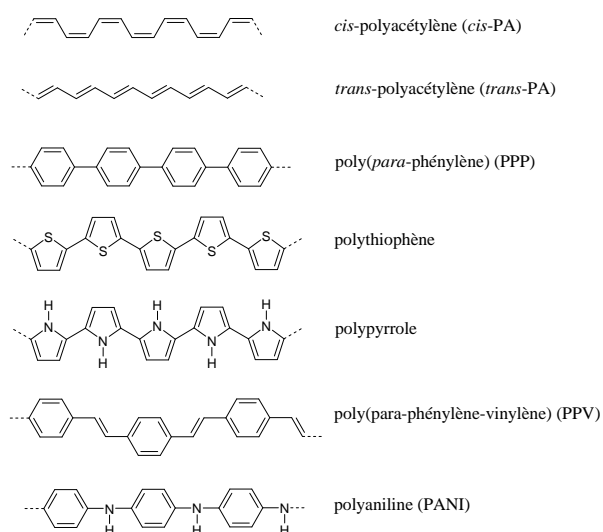 cis-polyacétylène (cis-PA)
trans-polyacétylène (trans-PA)
poly(para-phénylène) (PPP)
S S S S S
polythiophène
H H H
N N N N N
H H
polypyrrole
poly(para-phénylène-vinylène) (PPV)
N N N
H H H
polyaniline (PANI)